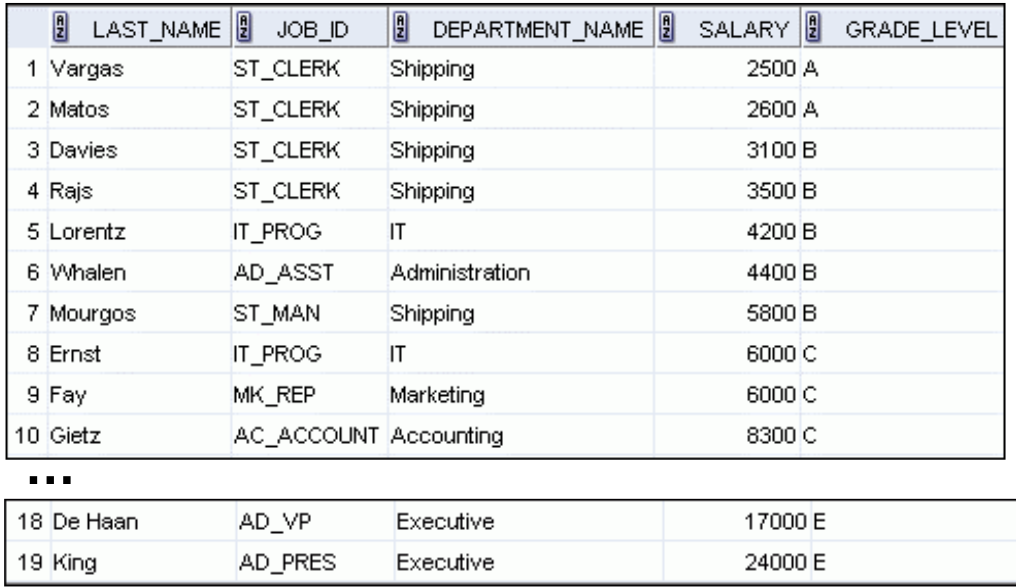 LAST_NAME JOB_ID DEPARTMENT_NAME SALARY GRADE_LEVEL
1 Vargas ST_CLERK Shipping 2500 A
2 Matos ST_CLERK Shipping 2600 A
3 Davies ST_CLERK Shipping 3100 B
4 Rajs ST_CLERK Shipping 3500 B
5 Lorentz IT_PROG IT 4200 B
6 Whalen AD_ASST Administration 4400 B
7 Mourgos ST_MAN Shipping 5800 B
8 Ernst IT_PROG IT 6000 C
9 Fay MK_REP Marketing 6000 C
10 Gietz AC_ACCOUNT Accounting 8300 C
...
18 De Haan AD_VP Executive 17000 E
19 King AD_PRES Executive 24000 E